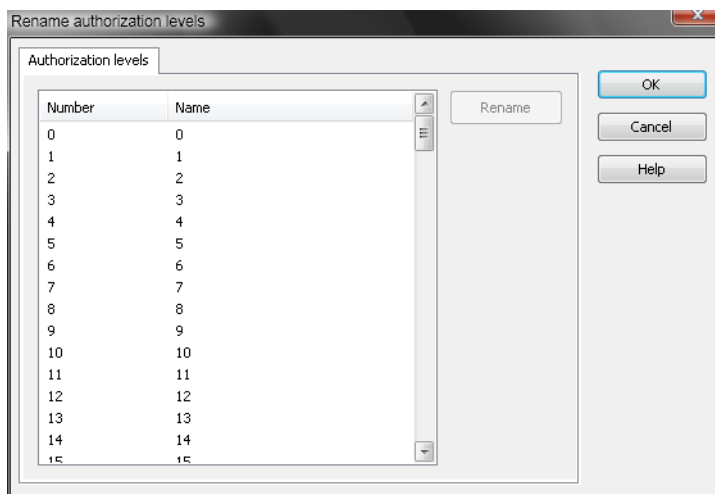 Rename authorization levels
Authorization levels
OK
Number Name Rename
0 0
Cancel
1 1
2 2
Help
3 3
4 4
5 5
6 6
7 7
8 8
9 9
10 10
11 11
12 12
13 13
14 14
15 15